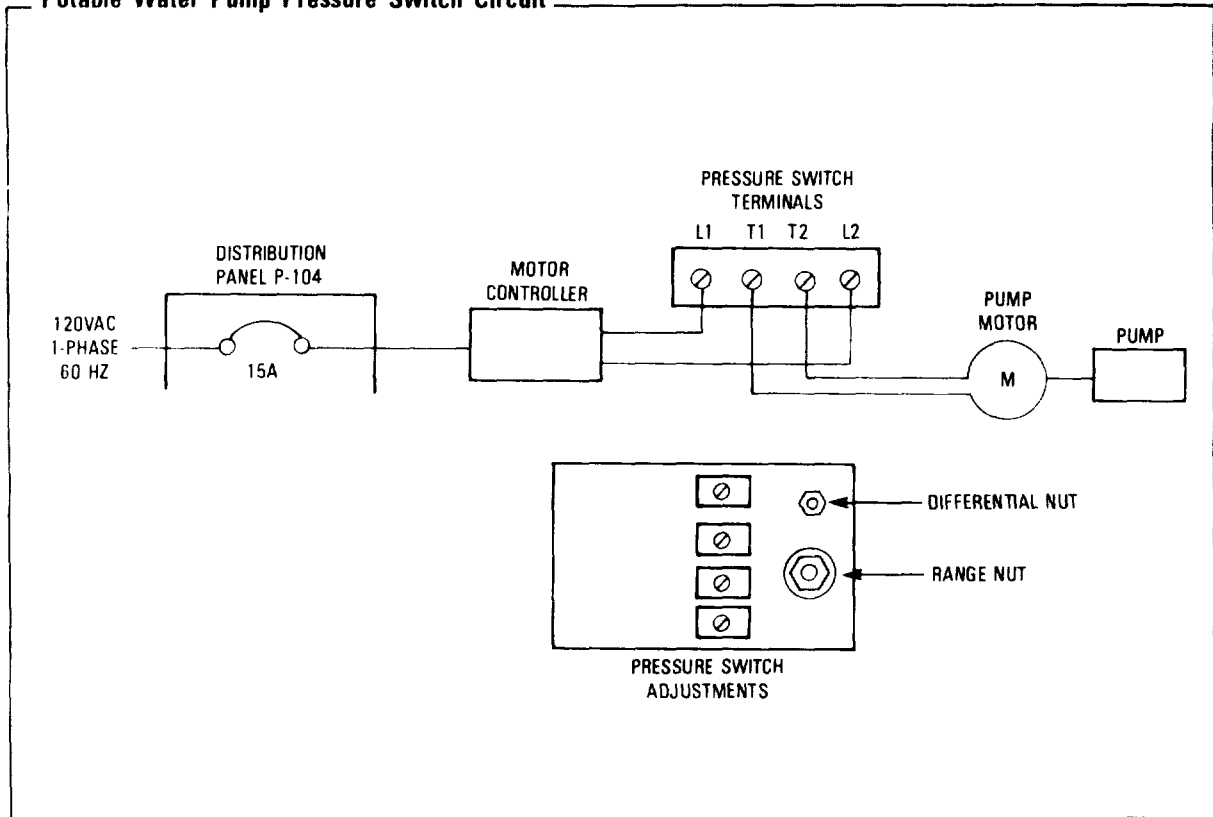 Potable Water Pump Pressure Switch Circuit
PRESSURE SWITCH
TERMINALS
L1 T1 T2 L2
DISTRIBUTION
PANEL P-104
MOTOR
CONTROLLER
PUMP
MOTOR
PUMP
120VAC
1-PHASE
60 HZ
15A
M
DIFFERENTIAL NUT
RANGE NUT
PRESSURE SWITCH
ADJUSTMENTS